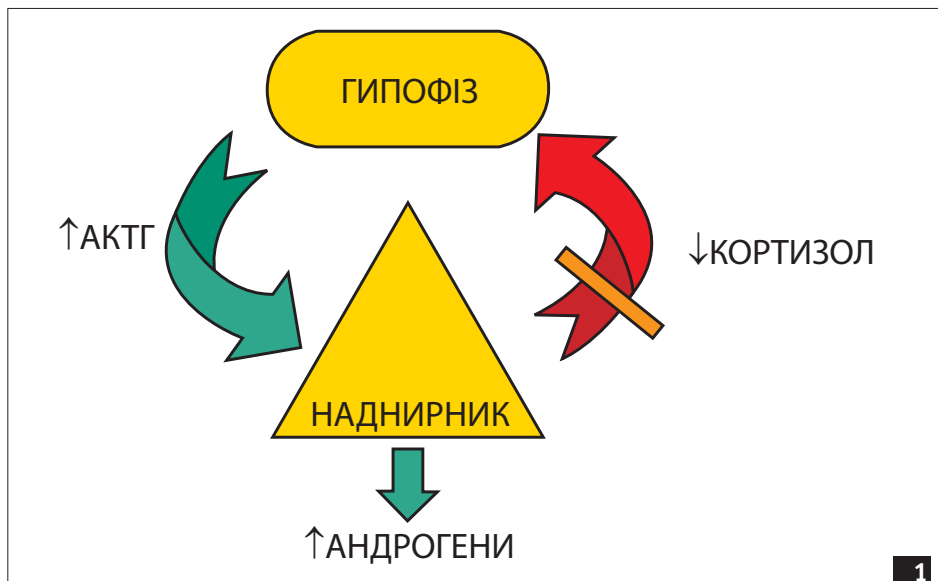 ГИПОФІЗ
↑АКТГ
↓КОРТИЗОЛ
НАДНИРНИК
↑АНДРОГЕНИ
1